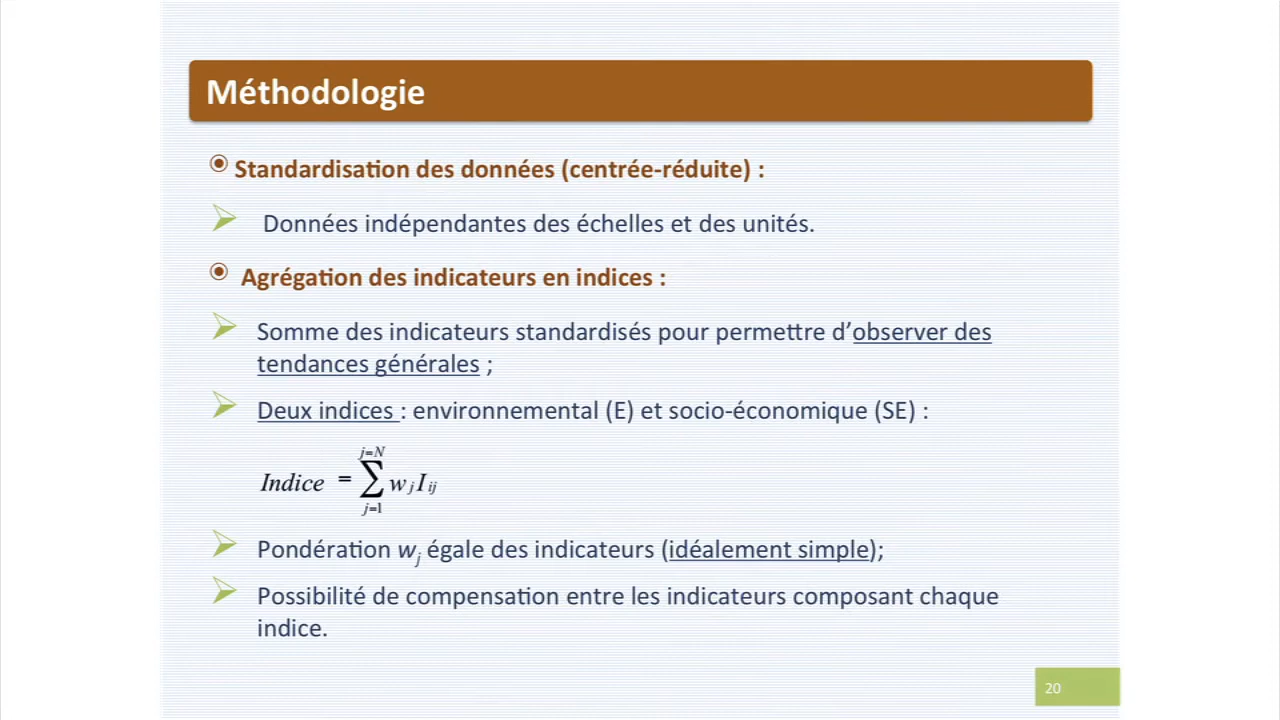 Méthodologie
Standardisation des données (centrée-réduite) :
Données indépendantes des échelles et des unités.
Agrégation des indicateurs en indices :
Somme des indicateurs standardisés pour permettre d’observer des
tendances générales ;
Deux indices : environnemental (E) et socio-économique (SE) :
Indice = ∑_{j=1}^{j=N} w_j I_{ij}
Pondération w_j égale des indicateurs (idéalement simple);
Possibilité de compensation entre les indicateurs composant chaque
indice.
20